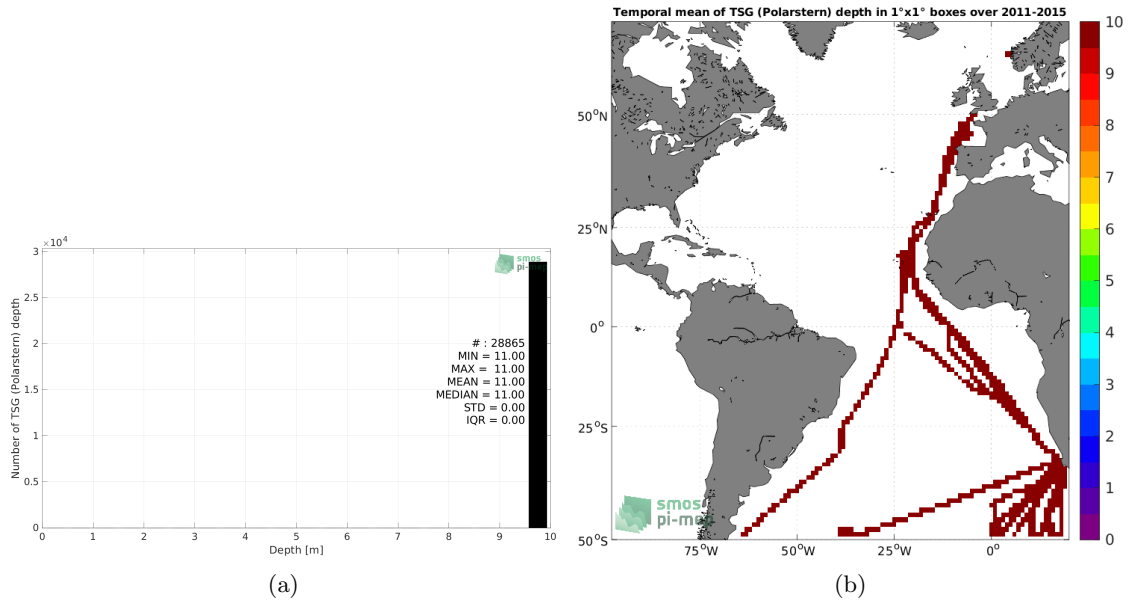 ×10⁴
3
2.5
2
1.5
1
0.5
0
Number of TSG (Polarstern) depth
smos
pi-mep
# : 28865
MIN = 11.00
MAX = 11.00
MEAN = 11.00
MEDIAN = 11.00
STD = 0.00
IQR = 0.00
0 1 2 3 4 5 6 7 8 9 10
Depth [m]
(a)
Temporal mean of TSG (Polarstern) depth in 1°x1° boxes over 2011-2015
50°N
25°N
0°
25°S
50°S
75°W 50°W 25°W 0°
smos
pi-mep
10
9
8
7
6
5
4
3
2
1
0
(b)